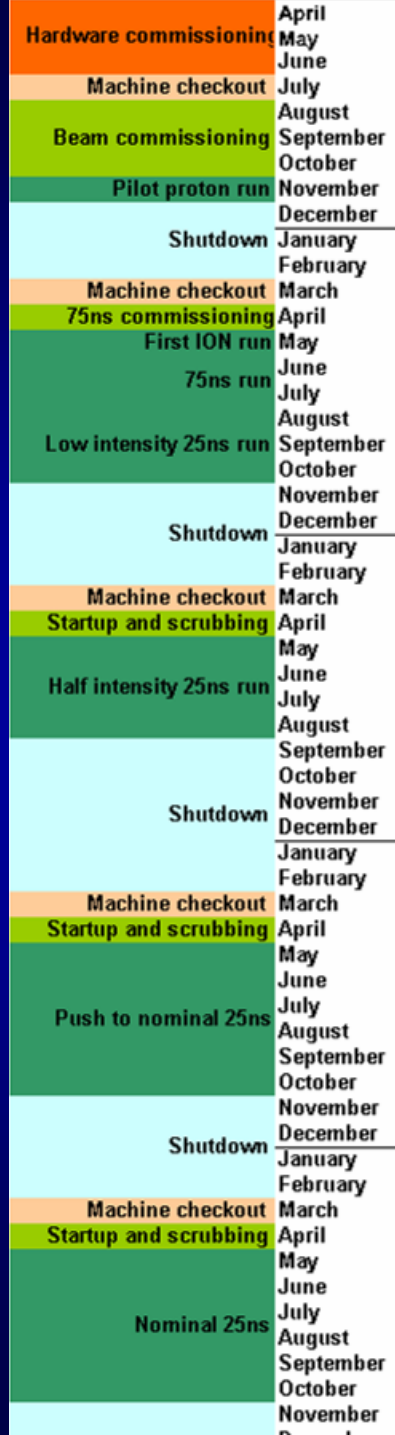 April
Hardware commissioning May
June
Machine checkout July
August
Beam commissioning September
October
Pilot proton run November
December
Shutdown January
February
Machine checkout March
75ns commissioning April
First ION run May
75ns run June
July
August
Low intensity 25ns run September
October
November
December
Shutdown
January
February
Machine checkout March
Startup and scrubbing April
May
June
Half intensity 25ns run
July
August
September
October
November
Shutdown
December
January
February
Machine checkout March
Startup and scrubbing April
May
June
July
Push to nominal 25ns
August
September
October
November
December
Shutdown
January
February
Machine checkout March
Startup and scrubbing April
May
June
July
Nominal 25ns
August
September
October
November